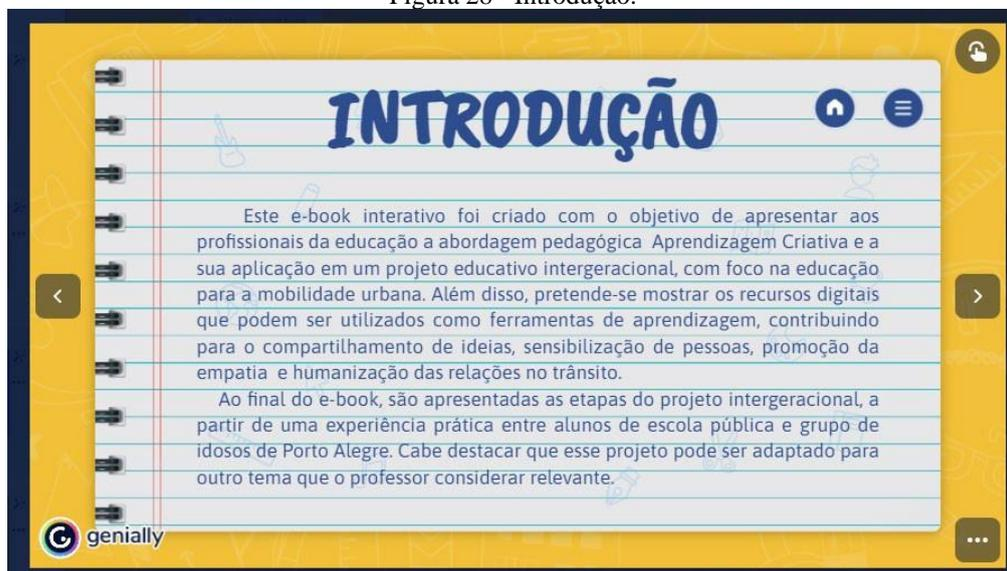 Figura 28 - Introdução.
INTRODUÇÃO
Este e-book interativo foi criado com o objetivo de apresentar aos
profissionais da educação a abordagem pedagógica Aprendizagem Criativa e a
sua aplicação em um projeto educativo intergeracional, com foco na educação
para a mobilidade urbana. Além disso, pretende-se mostrar os recursos digitais
que podem ser utilizados como ferramentas de aprendizagem, contribuindo
para o compartilhamento de ideias, sensibilização de pessoas, promoção da
empatia e humanização das relações no trânsito.
Ao final do e-book, são apresentadas as etapas do projeto intergeracional, a
partir de uma experiência prática entre alunos de escola pública e grupo de
idosos de Porto Alegre. Cabe destacar que esse projeto pode ser adaptado para
outro tema que o professor considerar relevante.
genially